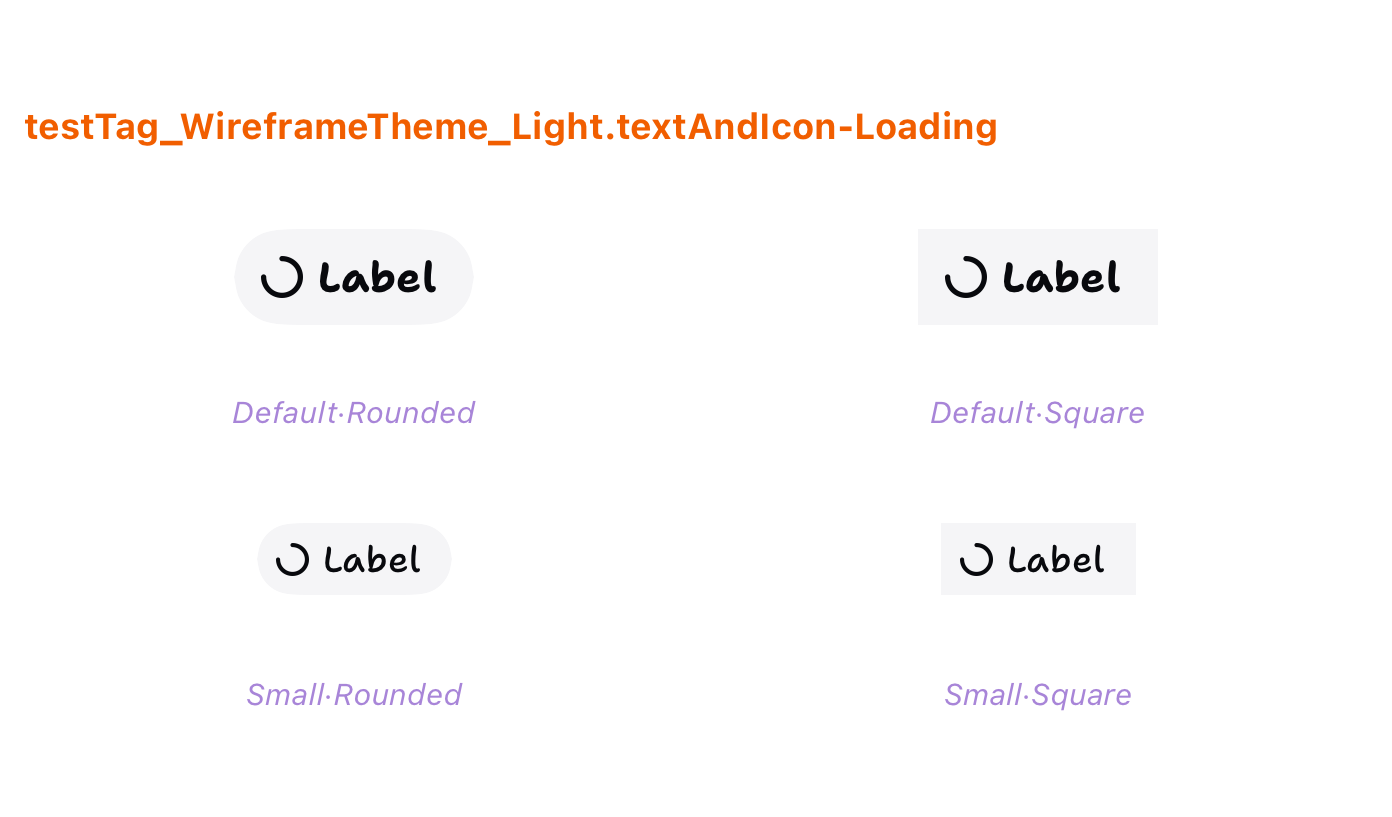 testTag_WireframeTheme_Light.textAndIcon-Loading
Label
Label
Default·Rounded
Default·Square
Label
Label
Small·Rounded
Small·Square